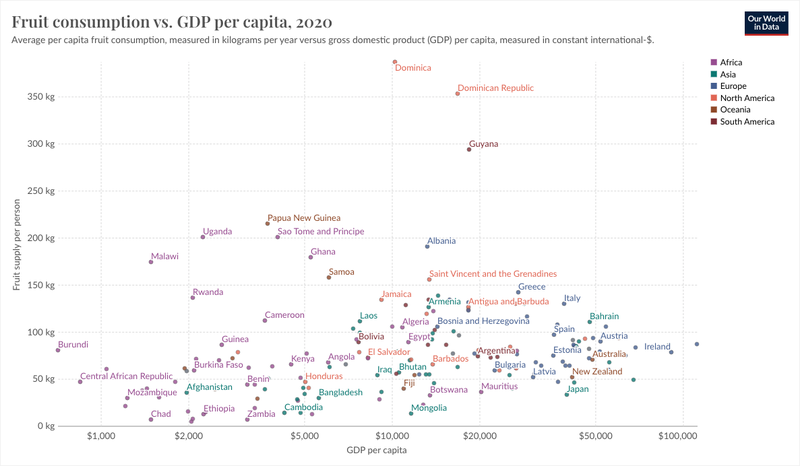 Fruit consumption vs. GDP per capita, 2020
Average per capita fruit consumption, measured in kilograms per year versus gross domestic product (GDP) per capita, measured in constant international-$.
Our World
in Data
Africa
Asia
Europe
North America
Oceania
South America
Fruit supply per person
350 kg
300 kg
250 kg
200 kg
150 kg
100 kg
50 kg
0 kg
Dominica
Dominican Republic
Guyana
Papua New Guinea
Uganda
Sao Tome and Principe
Albania
Ghana
Malawi
Samoa
Saint Vincent and the Grenadines
Rwanda
Jamaica
Armenia
Antigua and Barbuda
Greece
Italy
Cameroon
Laos
Algeria
Bosnia and Herzegovina
Bahrain
Spain
Burundi
Guinea
Bolivia
Egypt
Austria
Ireland
El Salvador
Argentina
Estonia
Australia
Burkina Faso
Kenya
Angola
Barbados
Central African Republic
Benin
Honduras
Iraq
Bhutan
Bulgaria
Latvia
New Zealand
Mozambique
Afghanistan
Bangladesh
Fiji
Botswana
Mauritius
Japan
Chad
Ethiopia
Zambia
Cambodia
Mongolia
$1,000
$2,000
$5,000
$10,000
$20,000
$50,000
$100,000
GDP per capita